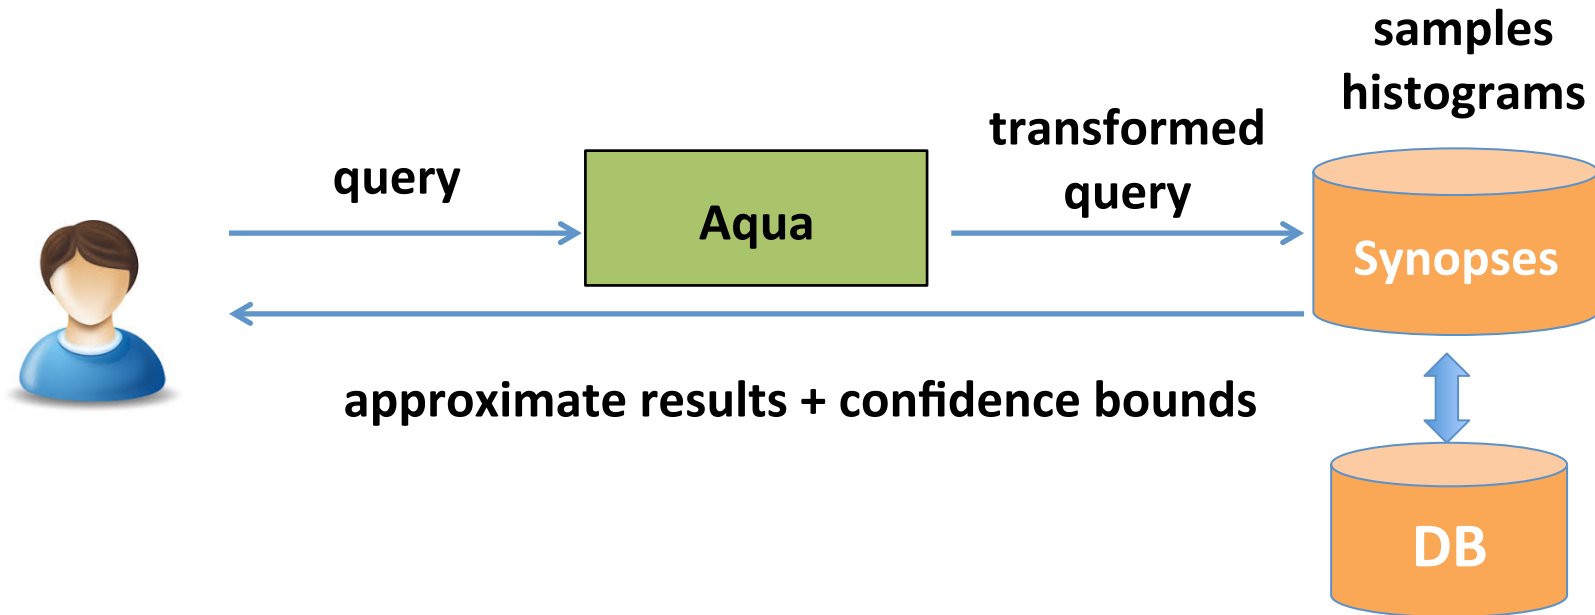 samples
histograms
transformed
query
query
Aqua
Synopses
approximate results + confidence bounds
DB